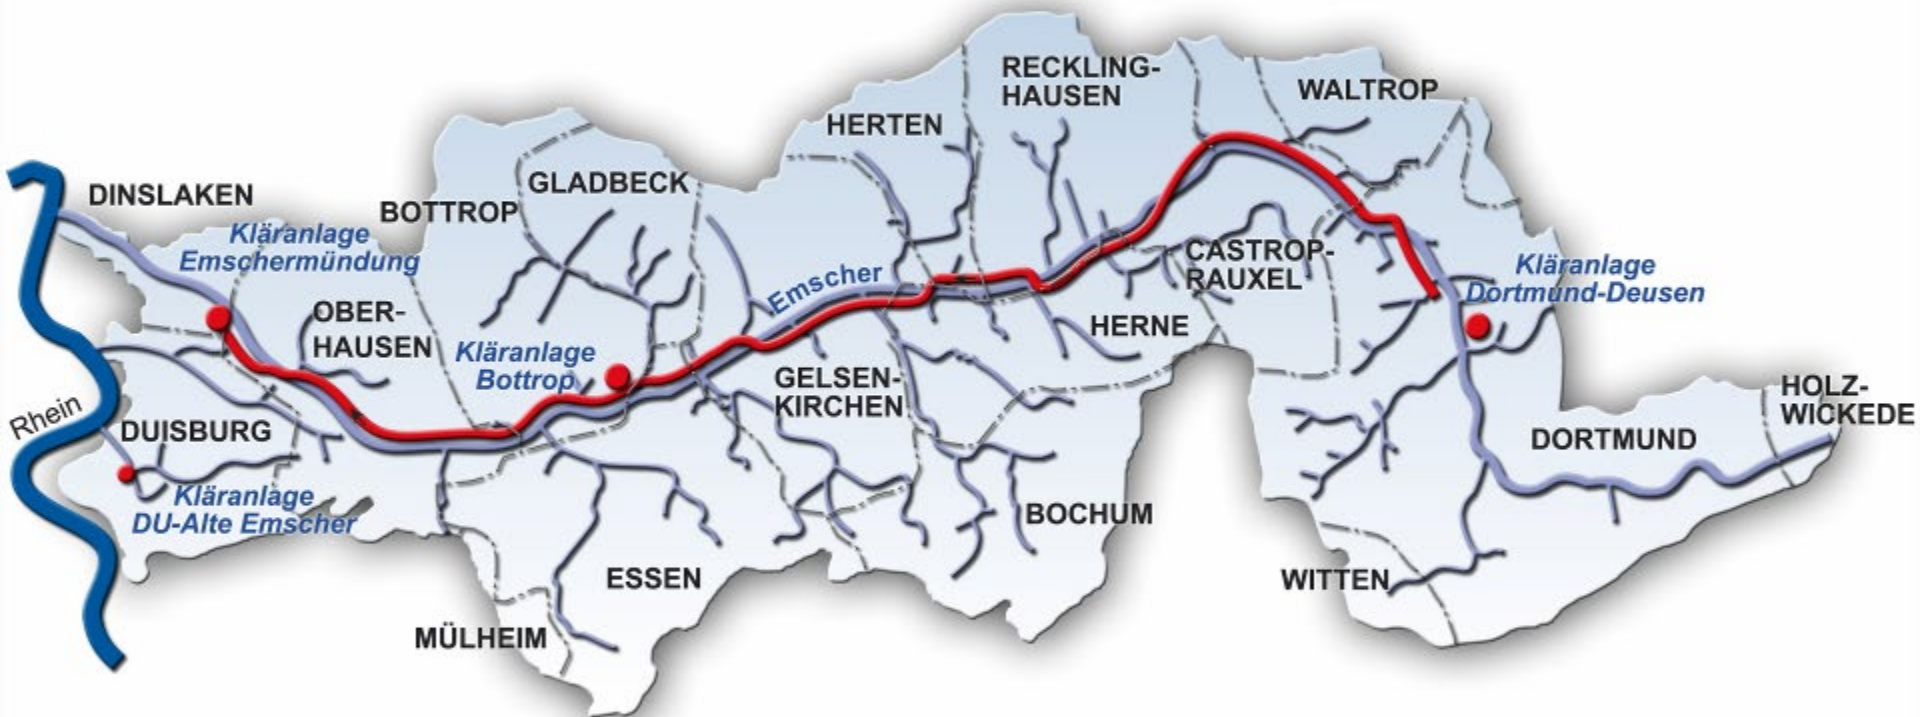 RECKLING-
HAUSEN
WALTROP
HERTEN
DINSLAKEN
GLADBECK
BOTTROP
Kläranlage
Emschermündung
CASTROP-
RAUXEL
Kläranlage
Dortmund-Deusen
Emscher
OBER-
HAUSEN
HERNE
Kläranlage
Bottrop
GELSEN-
KIRCHEN
HOLZ-
WICKEDE
Rhein
DUISBURG
DORTMUND
Kläranlage
DU-Alte Emscher
BOCHUM
ESSEN
WITTEN
MÜLHEIM